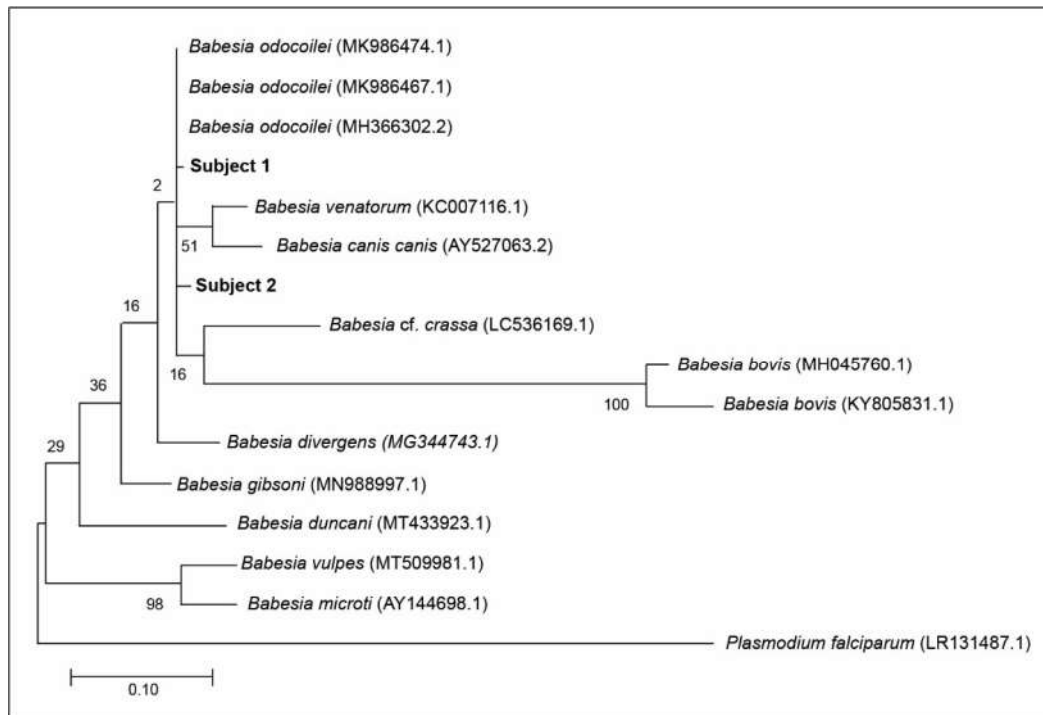 Babesia odocoilei (MK986474.1)
Babesia odocoilei (MK986467.1)
Babesia odocoilei (MH366302.2)
Subject 1
2
Babesia venatorum (KC007116.1)
51
Babesia canis canis (AY527063.2)
Subject 2
16
Babesia cf. crassa (LC536169.1)
16
Babesia bovis (MH045760.1)
36
100
Babesia bovis (KY805831.1)
29
Babesia divergens (MG344743.1)
Babesia gibsoni (MN988997.1)
Babesia duncani (MT433923.1)
Babesia vulpes (MT509981.1)
98
Babesia microti (AY144698.1)
Plasmodium falciparum (LR131487.1)
0.10